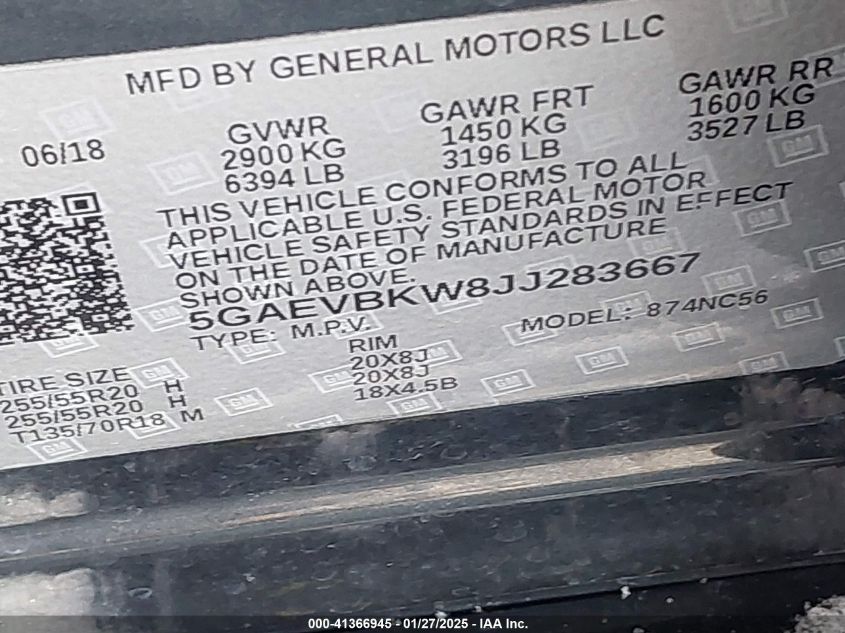 MFD BY GENERAL MOTORS LLC
06/18
GVWR
2900 KG
6394 LB
GAWR FRT
1450 KG
3196 LB
GAWR RR
1600 KG
3527 LB
THIS VEHICLE CONFORMS TO ALL
APPLICABLE U.S. FEDERAL MOTOR
VEHICLE SAFETY STANDARDS IN EFFECT
ON THE DATE OF MANUFACTURE
SHOWN ABOVE.
5GAEVBKW8JJ283667
TYPE: M.P.V. MODEL: 874NC56
TIRE SIZE RIM
255/55R20 H 20X8J
255/55R20 H 20X8J
T135/70R18 M 18X4.5B
000-41366945 - 01/27/2025 - IAA Inc.